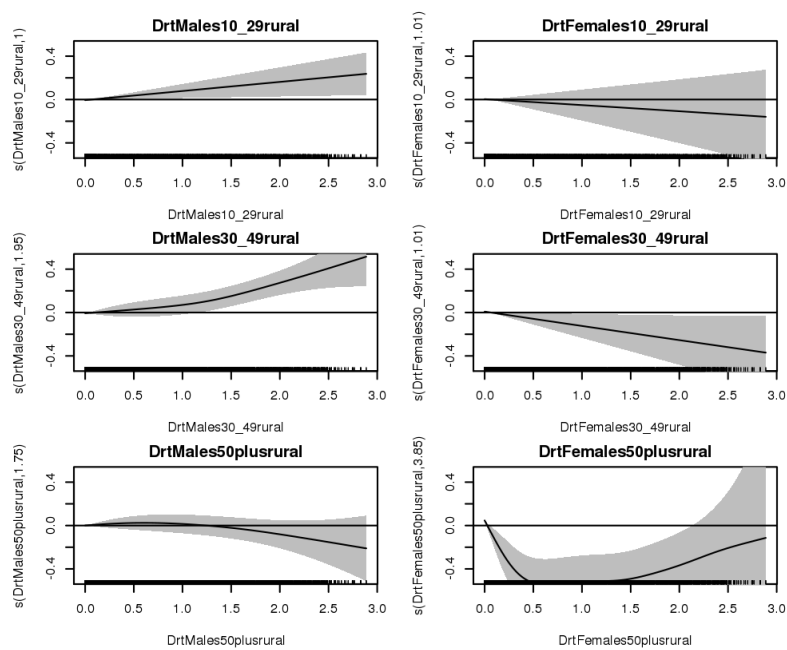 DrtMales10_29rural
s(DrtMales10_29rural,1)
0.4
0.0
-0.4
0.0 0.5 1.0 1.5 2.0 2.5 3.0
DrtMales10_29rural
DrtFemales10_29rural
s(DrtFemales10_29rural,1.01)
0.4
0.0
-0.4
0.0 0.5 1.0 1.5 2.0 2.5 3.0
DrtFemales10_29rural
DrtMales30_49rural
s(DrtMales30_49rural,1.95)
0.4
0.0
-0.4
0.0 0.5 1.0 1.5 2.0 2.5 3.0
DrtMales30_49rural
DrtFemales30_49rural
s(DrtFemales30_49rural,1.01)
0.4
0.0
-0.4
0.0 0.5 1.0 1.5 2.0 2.5 3.0
DrtFemales30_49rural
DrtMales50plusrural
s(DrtMales50plusrural,1.75)
0.4
0.0
-0.4
0.0 0.5 1.0 1.5 2.0 2.5 3.0
DrtMales50plusrural
DrtFemales50plusrural
s(DrtFemales50plusrural,3.85)
0.4
0.0
-0.4
0.0 0.5 1.0 1.5 2.0 2.5 3.0
DrtFemales50plusrural